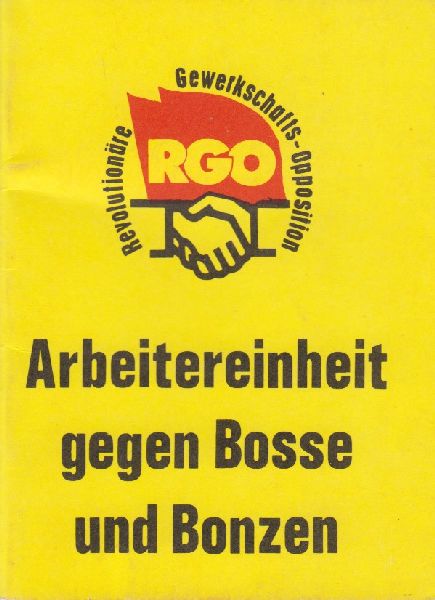 Revolutionäre
Gewerkschafts-Opposition
RGO
Arbeitereinheit
gegen Bosse
und Bonzen